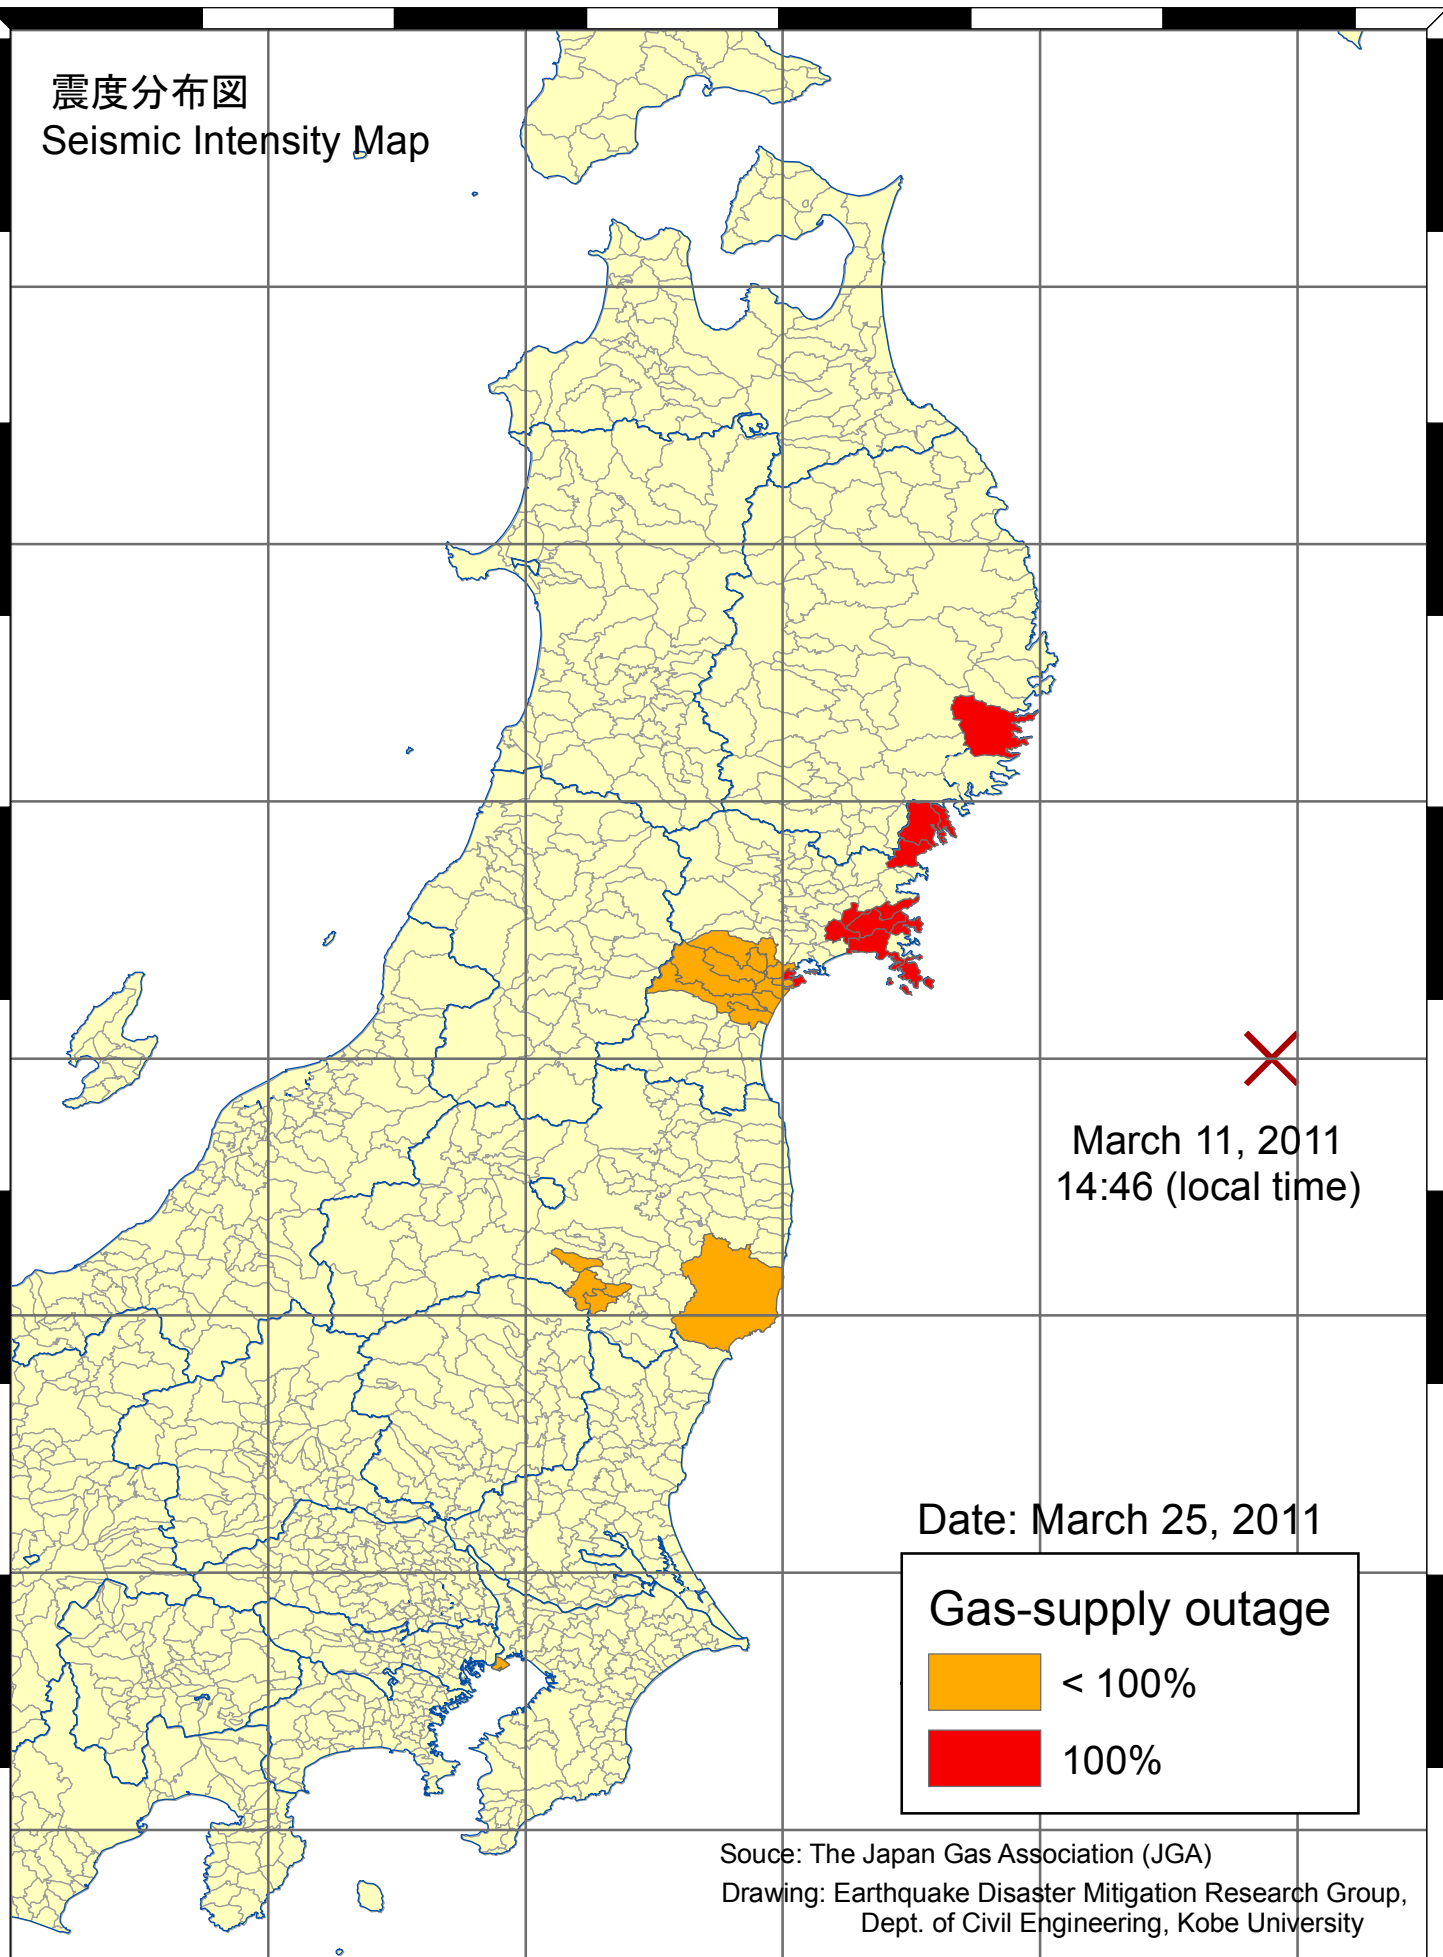 震度分布図
Seismic Intensity Map
March 11, 2011
14:46 (local time)
Date: March 25, 2011
Gas-supply outage
< 100%
100%
Souce: The Japan Gas Association (JGA)
Drawing: Earthquake Disaster Mitigation Research Group,
Dept. of Civil Engineering, Kobe University